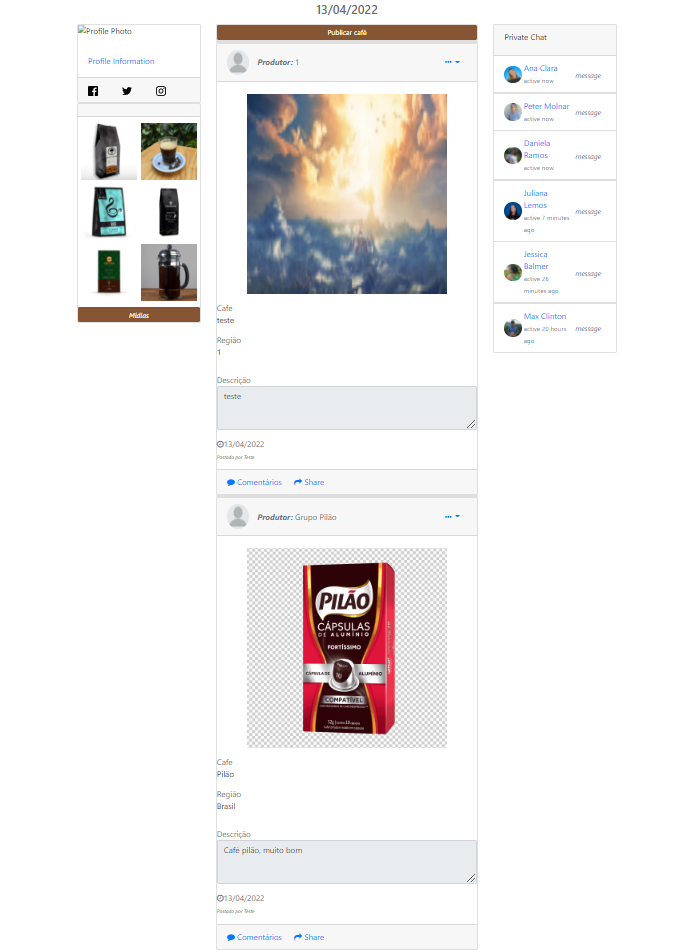 13/04/2022
Profile Photo
Profile Information
Mídias
Publicar café
Produtor: 1
Cafe
teste
Região
1
Descrição
teste
13/04/2022
Postado por Teste
Comentários
Share
Produtor: Grupo Pilão
PILÃO
CÁPSULAS
DE ALUMÍNIO
FORTÍSSIMO
CÁPSULA DE ALUMÍNIO
COMPATÍVEL
Cafe
Pilão
Região
Brasil
Descrição
Café pilão, muito bom
13/04/2022
Postado por Teste
Comentários
Share
Private Chat
Ana Clara
active now
message
Peter Molnar
active now
message
Daniela
Ramos
active now
message
Juliana
Lemos
active 7 minutes
ago
message
Jessica
Balmer
active 26
minutes ago
message
Max Clinton
active 20 hours
ago
message